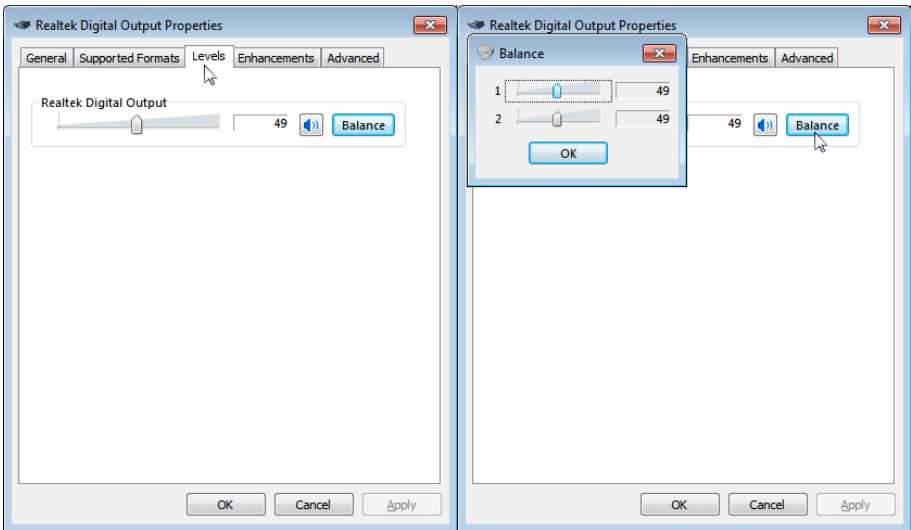 Realtek Digital Output Properties
General Supported Formats Levels Enhancements Advanced
Realtek Digital Output
49 Balance
OK Cancel Apply
Realtek Digital Output Properties
Balance
Enhancements Advanced
1 49
2 49
OK
49 Balance
OK Cancel Apply